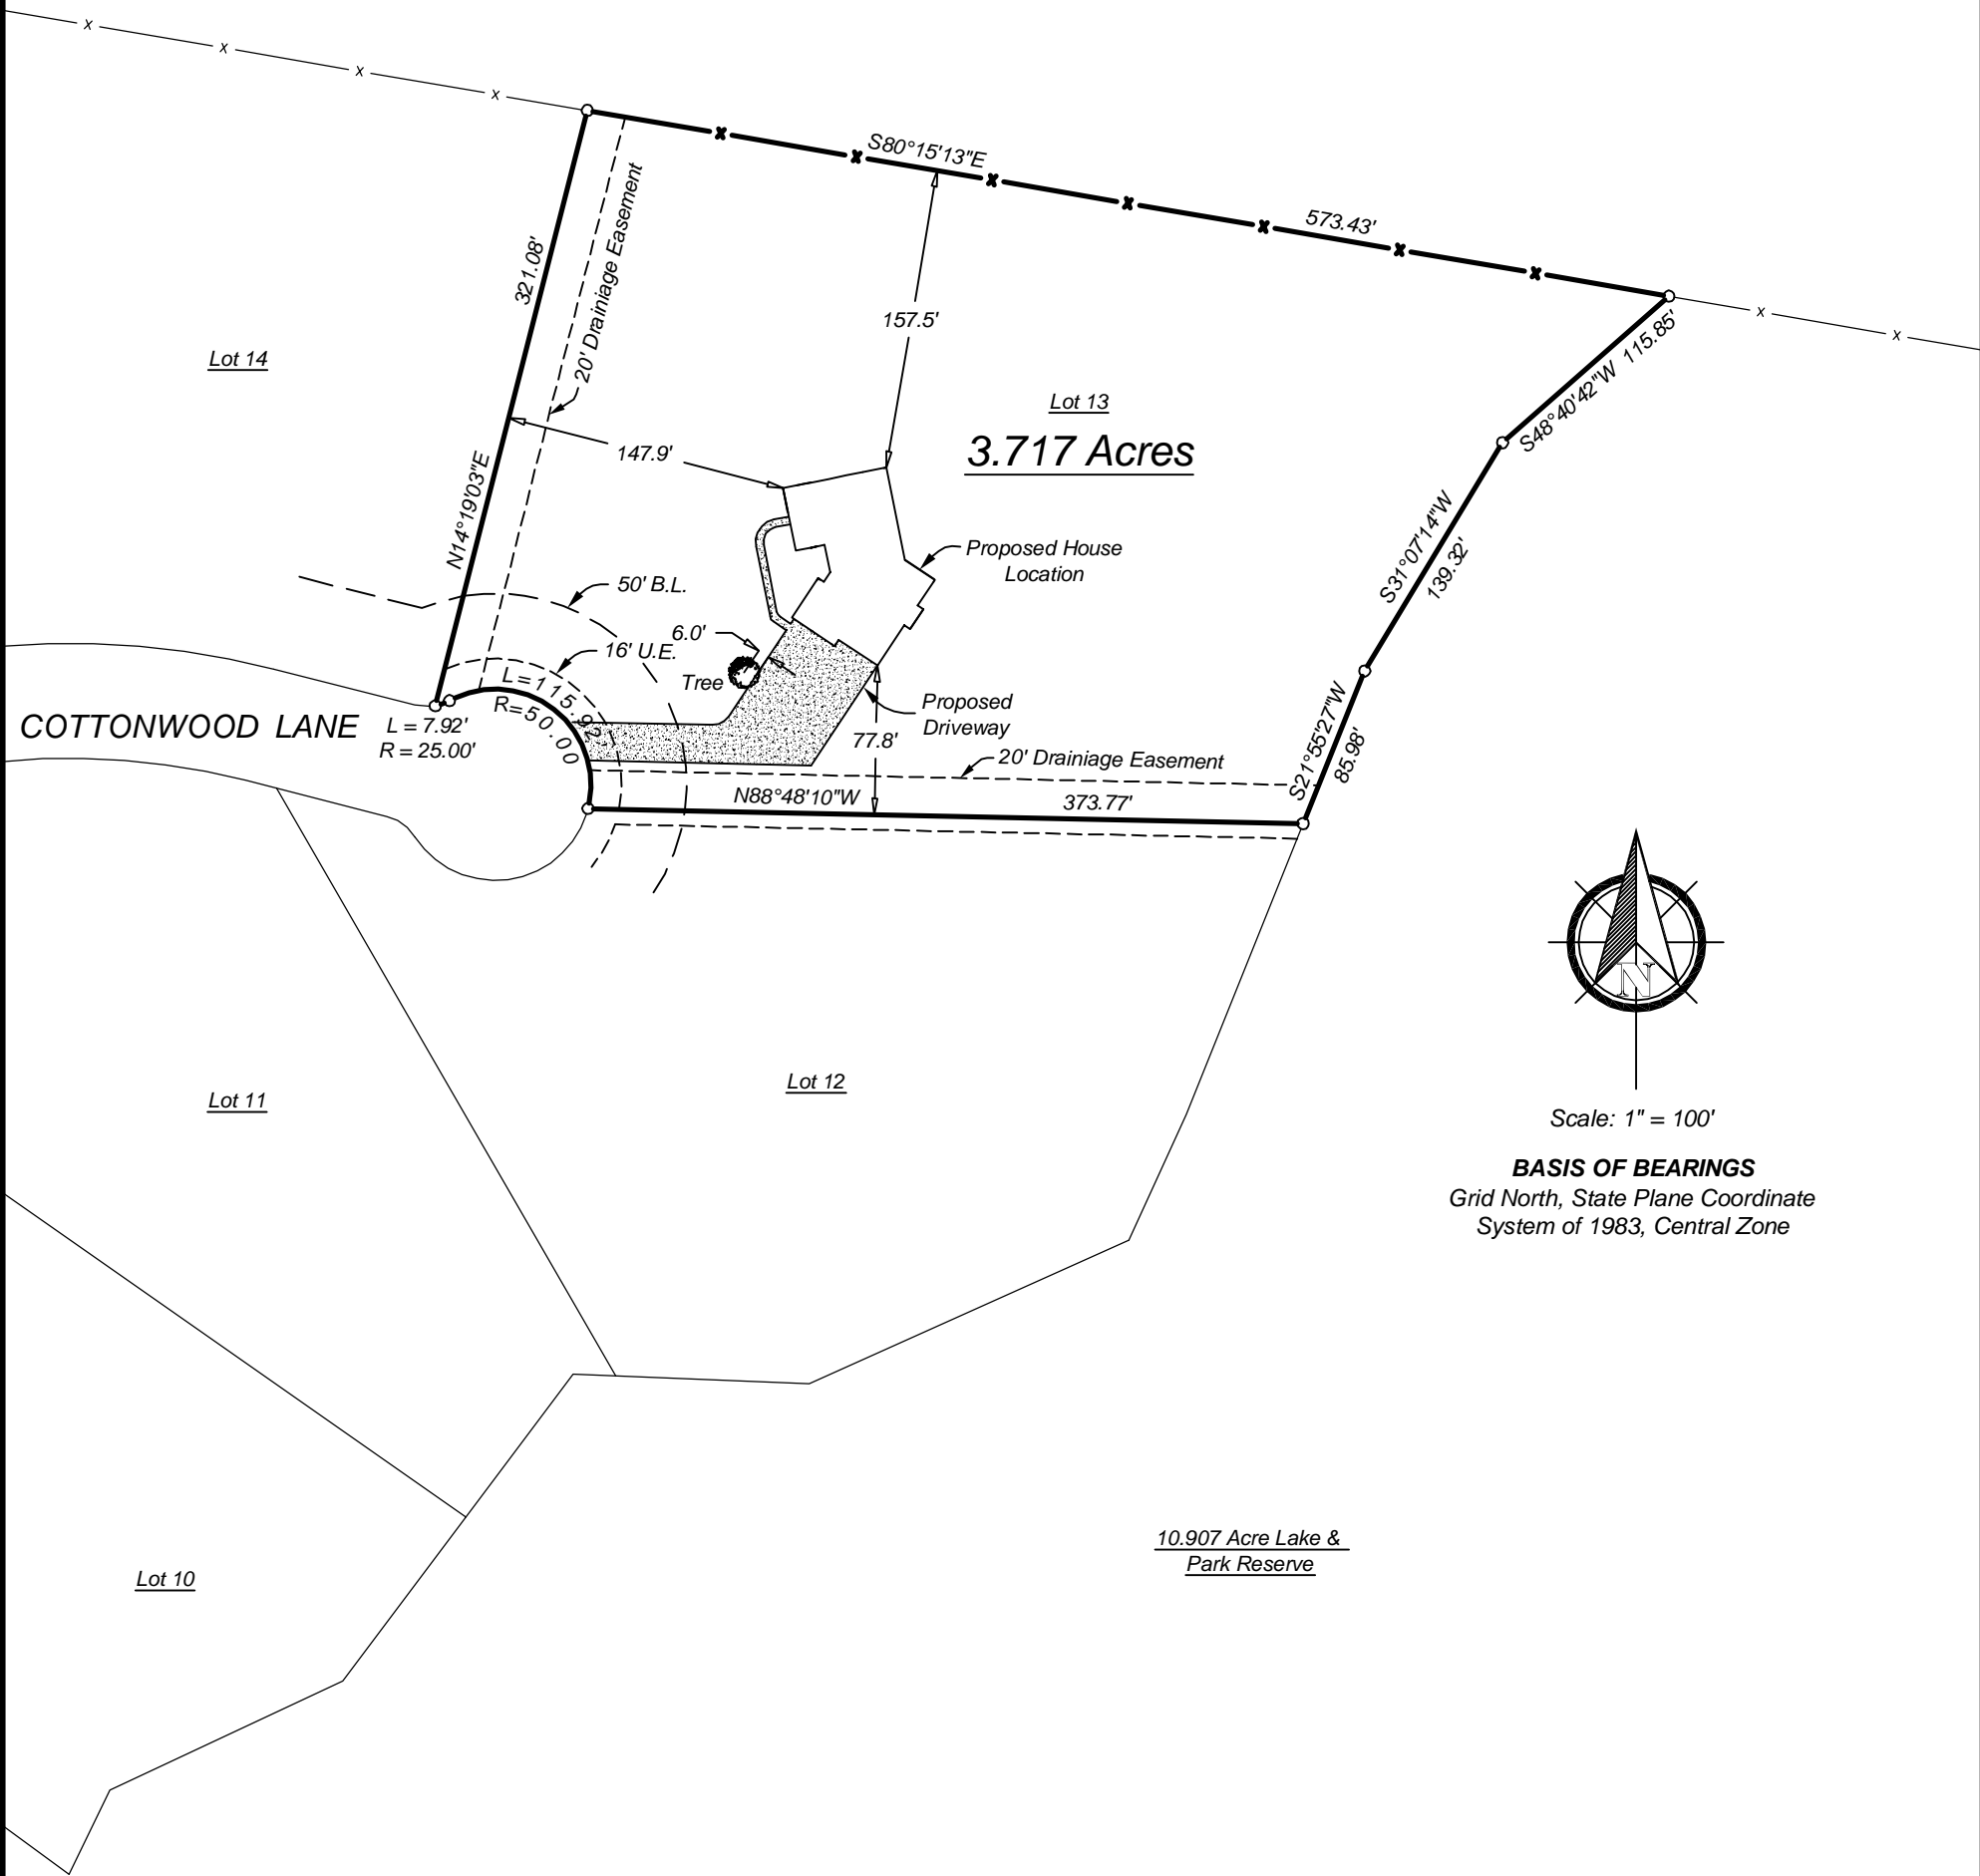 S80°15'13"E
573.43'
321.08'
20' Drainiage Easement
157.5'
115.85'
S48°40'42"W
Lot 14
Lot 13
3.717 Acres
147.9'
N14°19'03"E
Proposed House
Location
S31°07'14"W
139.32'
50' B.L.
6.0'
16' U.E.
Tree
L=115.92'
R=50.00
Proposed
Driveway
COTTONWOOD LANE
L = 7.92'
R = 25.00'
77.8'
20' Drainiage Easement
S21°55'27"W
85.98'
N88°48'10"W
373.77'
N
Lot 12
Lot 11
Scale: 1" = 100'
BASIS OF BEARINGS
Grid North, State Plane Coordinate
System of 1983, Central Zone
10.907 Acre Lake &
Park Reserve
Lot 10